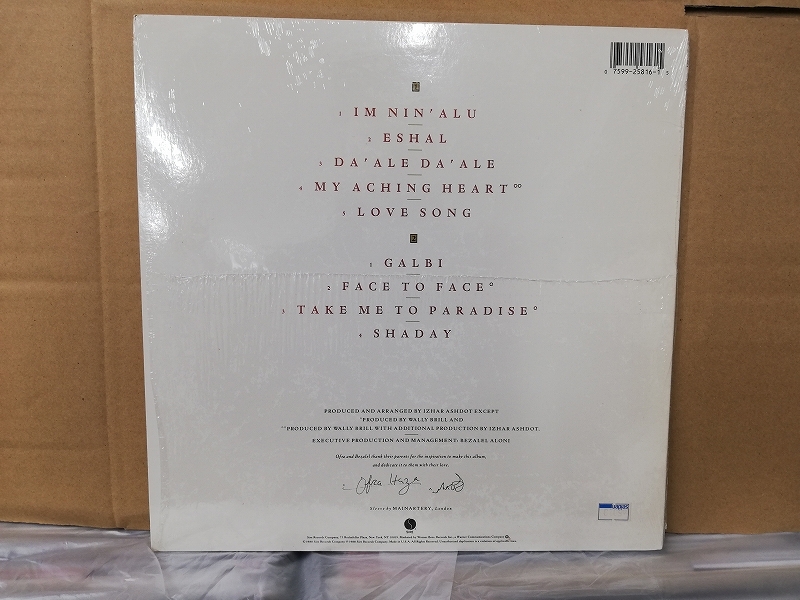 0 7599-25816-1 5
1
1 IM NIN'ALU
2 ESHAL
3 DA'ALE DA'ALE
4 MY ACHING HEART°°
5 LOVE SONG
2
1 GALBI
2 FACE TO FACE°
3 TAKE ME TO PARADISE°
4 SHADAY
PRODUCED AND ARRANGED BY IZHAR ASHDOT EXCEPT
°PRODUCED BY WALLY BRILL AND
°°PRODUCED BY WALLY BRILL WITH ADDITIONAL PRODUCTION BY IZHAR ASHDOT.
EXECUTIVE PRODUCTION AND MANAGEMENT: BEZALEL ALONI
Ofra and Bezalel thank their parents for the inspiration to make this album,
and dedicate it to them with their love.
Ofra Haza
Sleeve by MAINARTERY, London